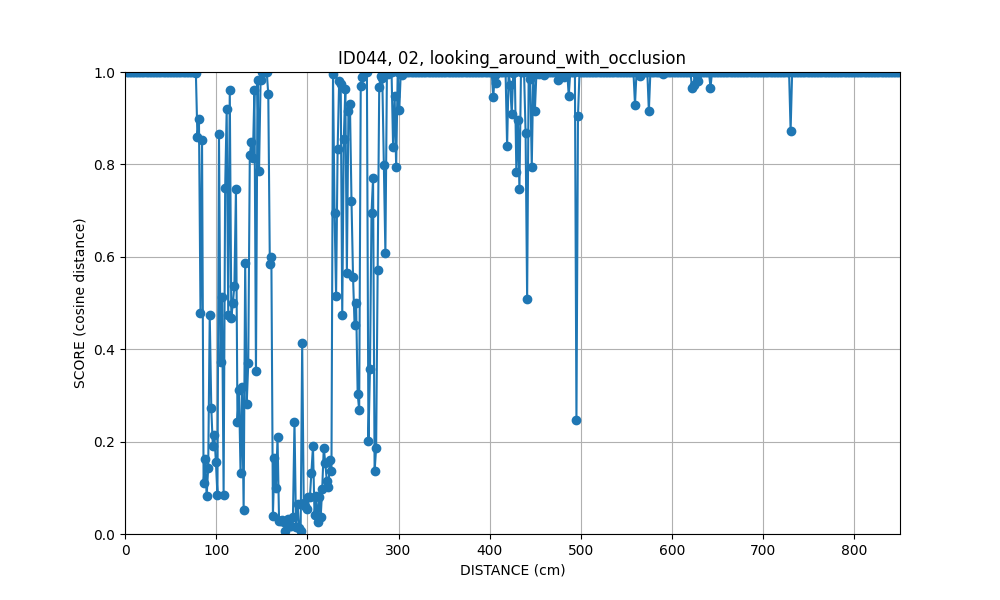 ID044, 02, looking_around_with_occlusion
SCORE (cosine distance)
1.0
0.8
0.6
0.4
0.2
0.0
0 100 200 300 400 500 600 700 800
DISTANCE (cm)